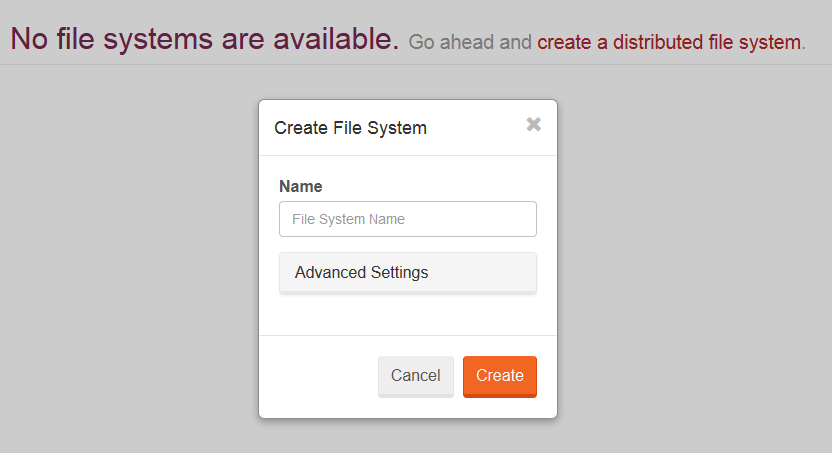 No file systems are available. Go ahead and create a distributed file system.
Create File System
Name
File System Name
Advanced Settings
Cancel Create